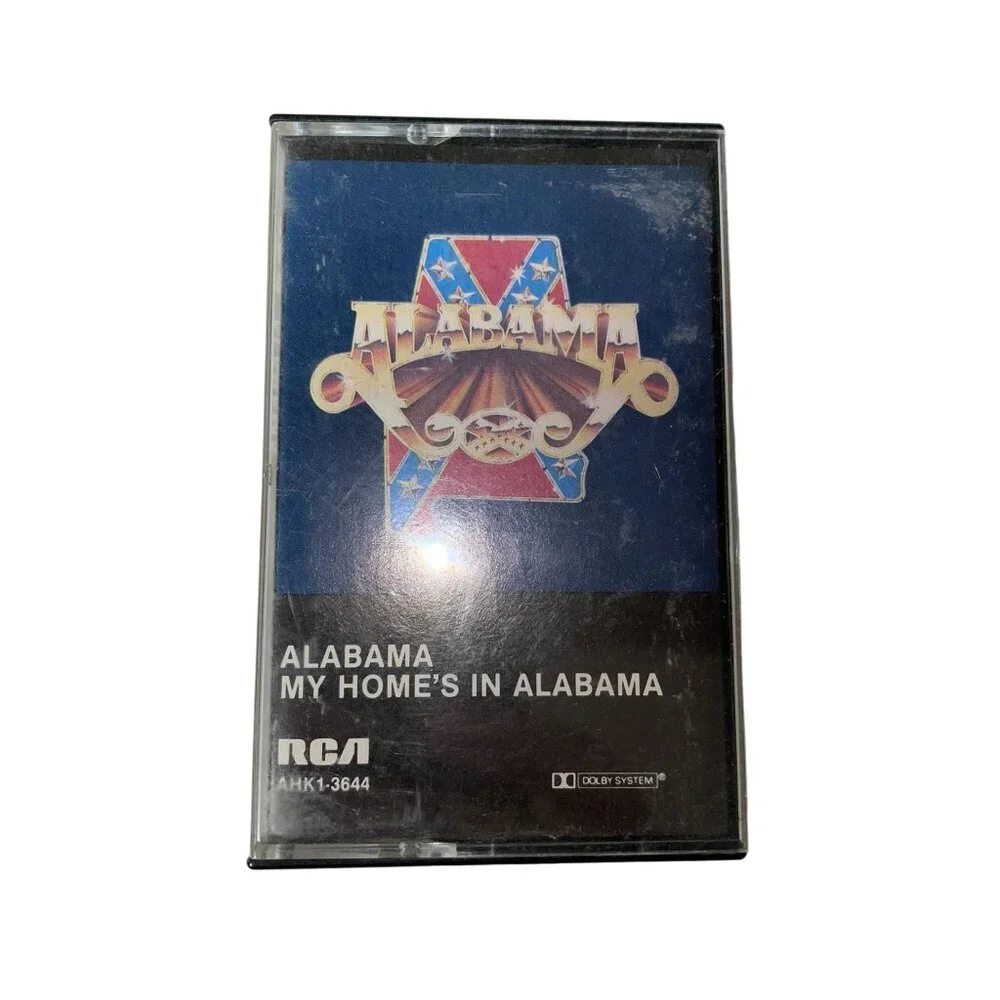 ALABAMA
ALABAMA
MY HOME'S IN ALABAMA
RCA
AHK1-3644
DOLBY SYSTEM®